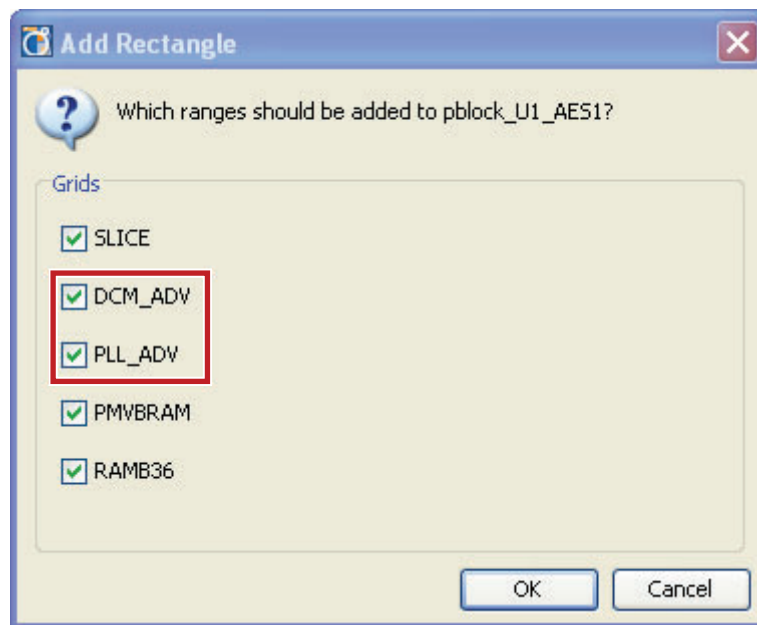 Add Rectangle
Which ranges should be added to pblock_U1_AES1?
Grids
SLICE
DCM_ADV
PLL_ADV
PMVBRAM
RAMB36
OK Cancel